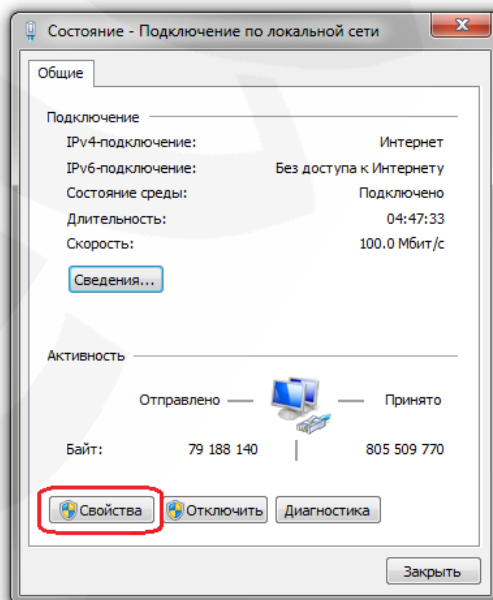 Состояние - Подключение по локальной сети
Общие
Подключение
IPv4-подключение: Интернет
IPv6-подключение: Без доступа к Интернету
Состояние среды: Подключено
Длительность: 04:47:33
Скорость: 100.0 Мбит/с
Сведения...
Активность
Отправлено — Принято
Байт: 79 188 140 | 805 509 770
Свойства Отключить Диагностика
Закрыть